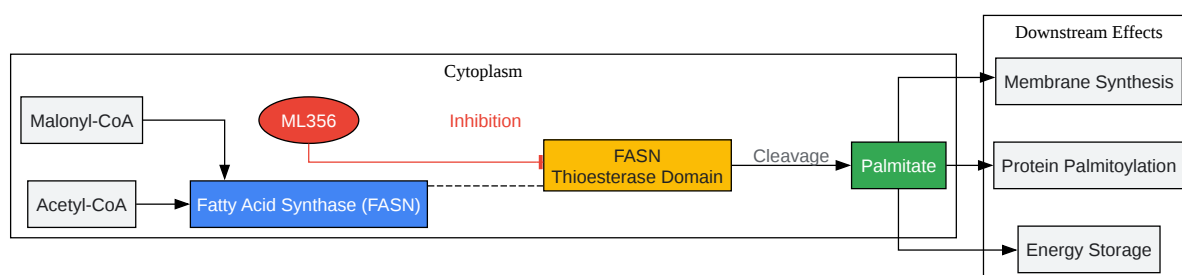 Downstream Effects
Cytoplasm
Membrane Synthesis
Malonyl-CoA
ML356
Inhibition
FASN
Thioesterase Domain
Cleavage
Palmitate
Protein Palmitoylation
Acetyl-CoA
Fatty Acid Synthase (FASN)
Energy Storage